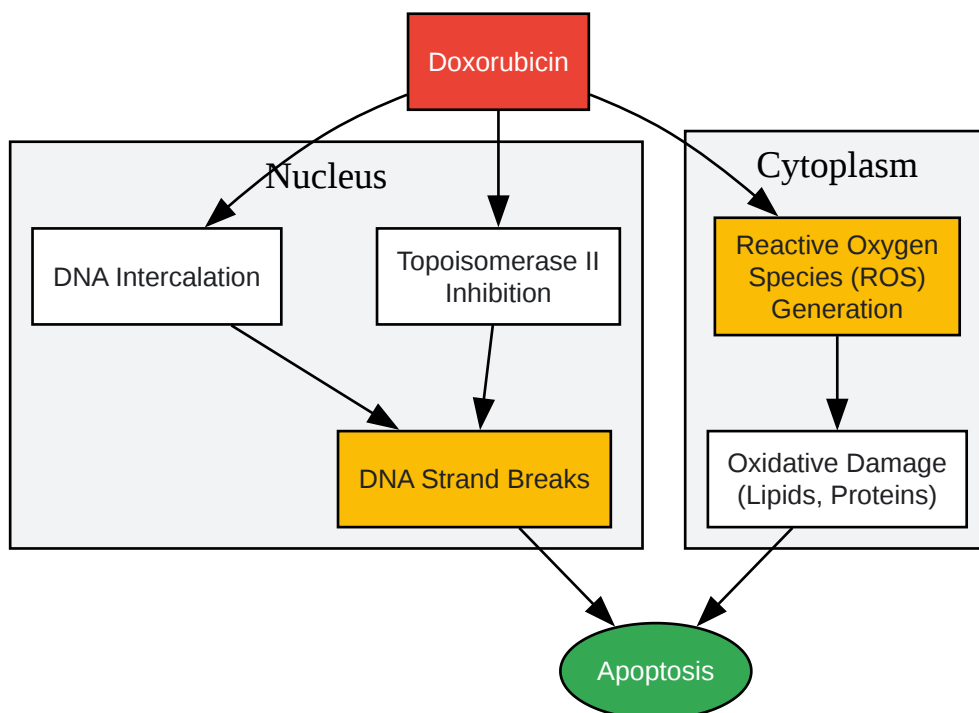 Doxorubicin
Nucleus
Cytoplasm
DNA Intercalation
Topoisomerase II
Inhibition
Reactive Oxygen
Species (ROS)
Generation
DNA Strand Breaks
Oxidative Damage
(Lipids, Proteins)
Apoptosis